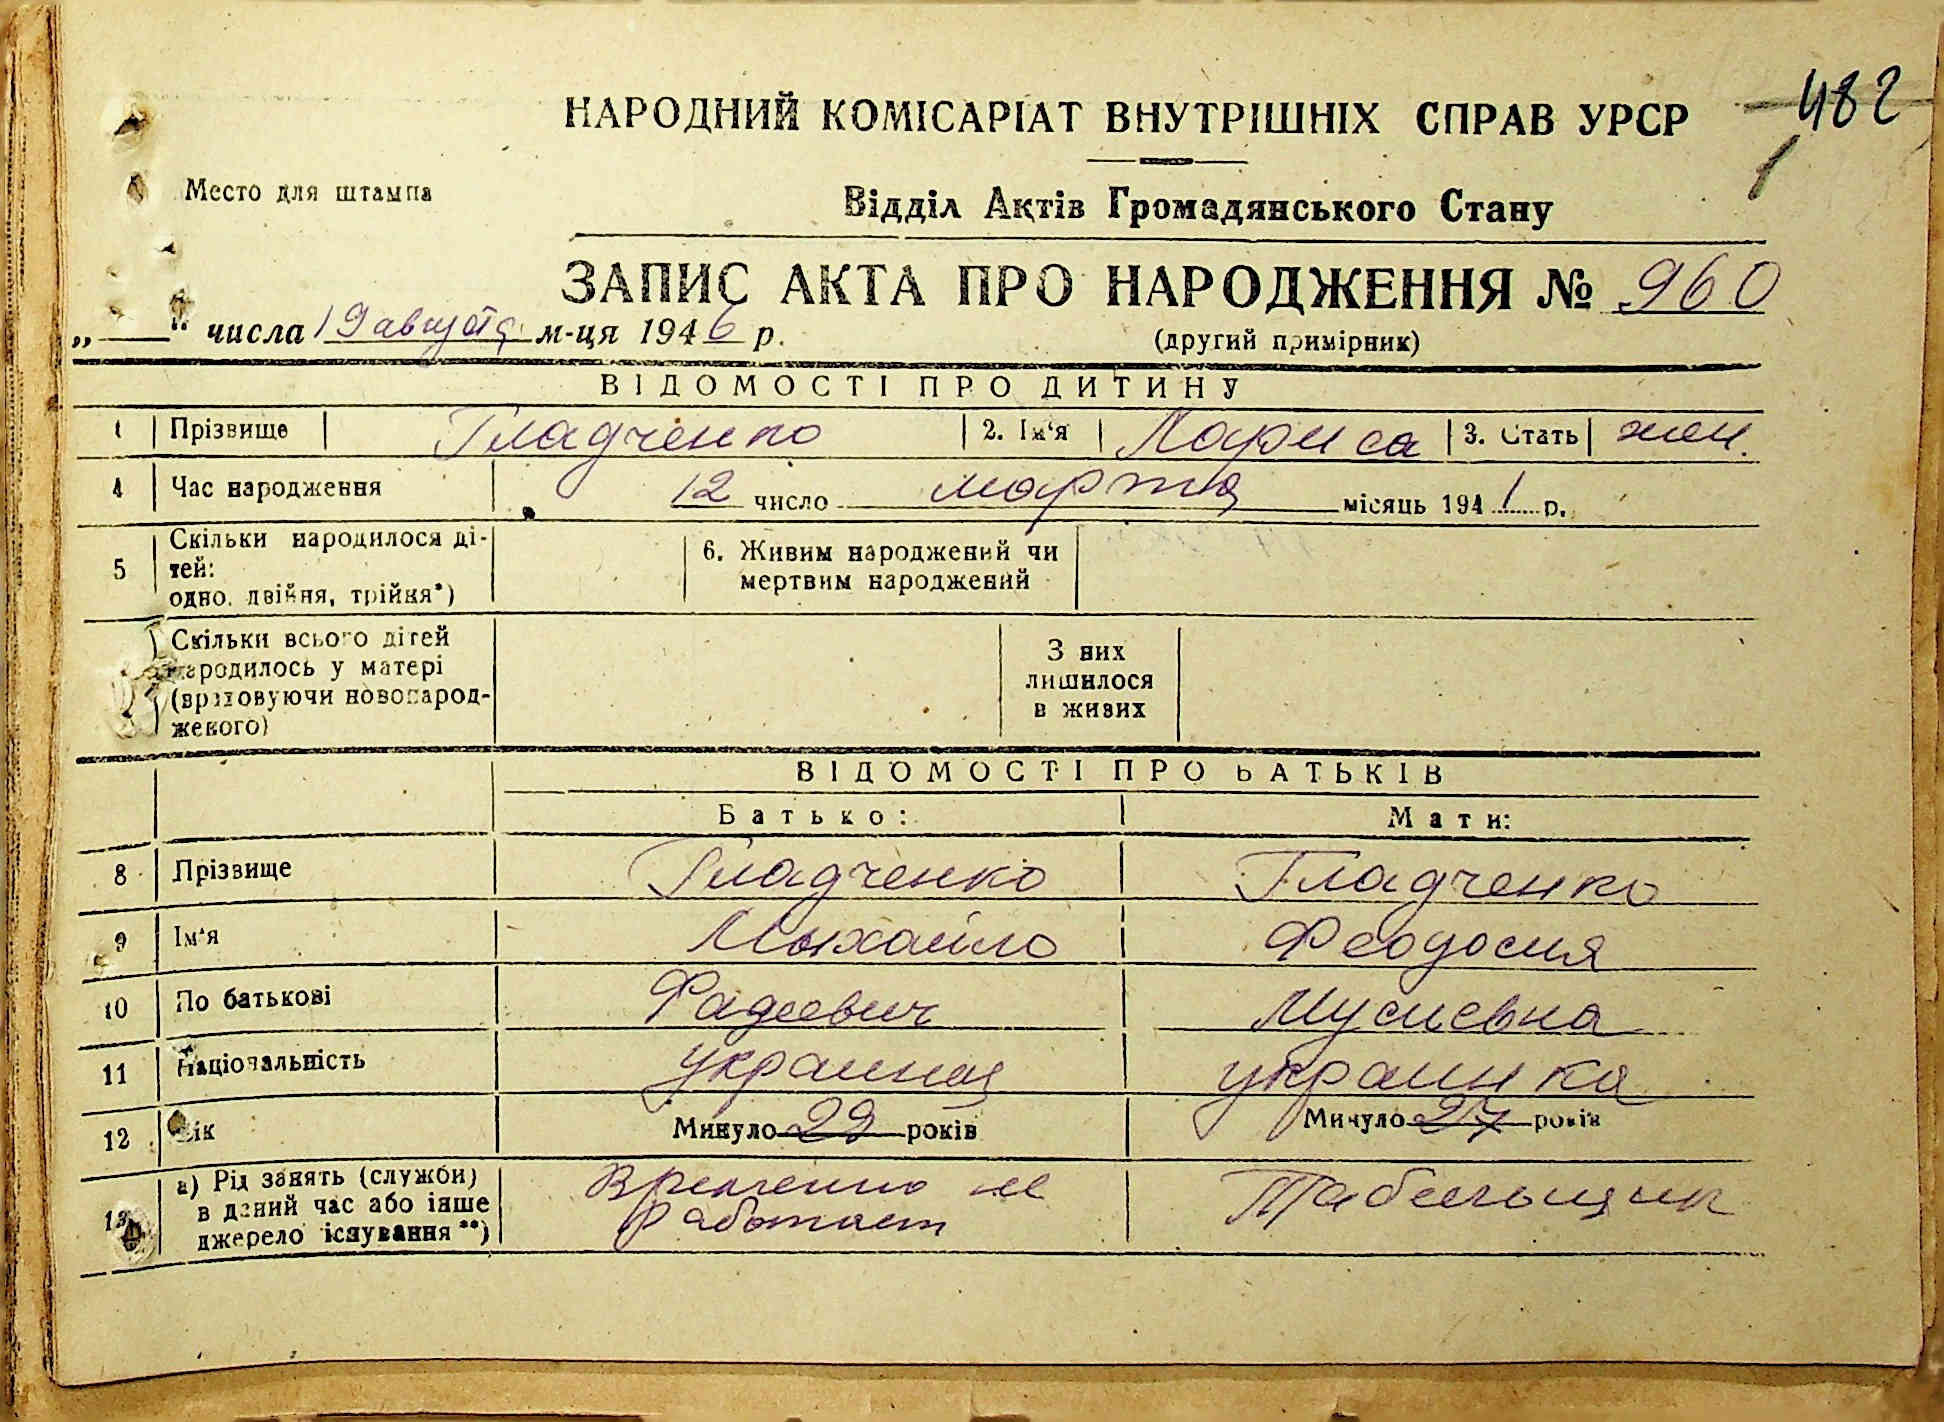 482
НАРОДНИЙ КОМІСАРІАТ ВНУТРІШНІХ СПРАВ УРСР
1
Место для штампа
Відділ Актів Громадянського Стану
ЗАПИС АКТА ПРО НАРОДЖЕННЯ № 960
„ “ числа 19 августа м-ця 1946 р.
(другий примірник)
ВІДОМОСТІ ПРО ДИТИНУ
1 Прізвище Гладченко 2. Ім‘я Лариса 3. Стать жен.
4 Час народження 12 число марта місяць 1941 р.
5 Скільки народилося ді-
тей:
одно, двійня, трійня*)
6. Живим народжений чи
мертвим народжений
Скільки всього дітей
народилось у матері
(враховуючи новонарод-
женого)
З них
лишилося
в живих
ВІДОМОСТІ ПРО БАТЬКІВ
Батько: Мати:
8 Прізвище Гладченко Гладченко
9 Ім‘я Михайло Феодосия
10 По батькові Фадеевич Мусиевна
11 Національність украинец украинка
12 Вік Минуло 29 років Минуло 27 років
13 а) Рід занять (служби)
в даний час або інше
джерело існування **)
Временно не
работает
Табельщик